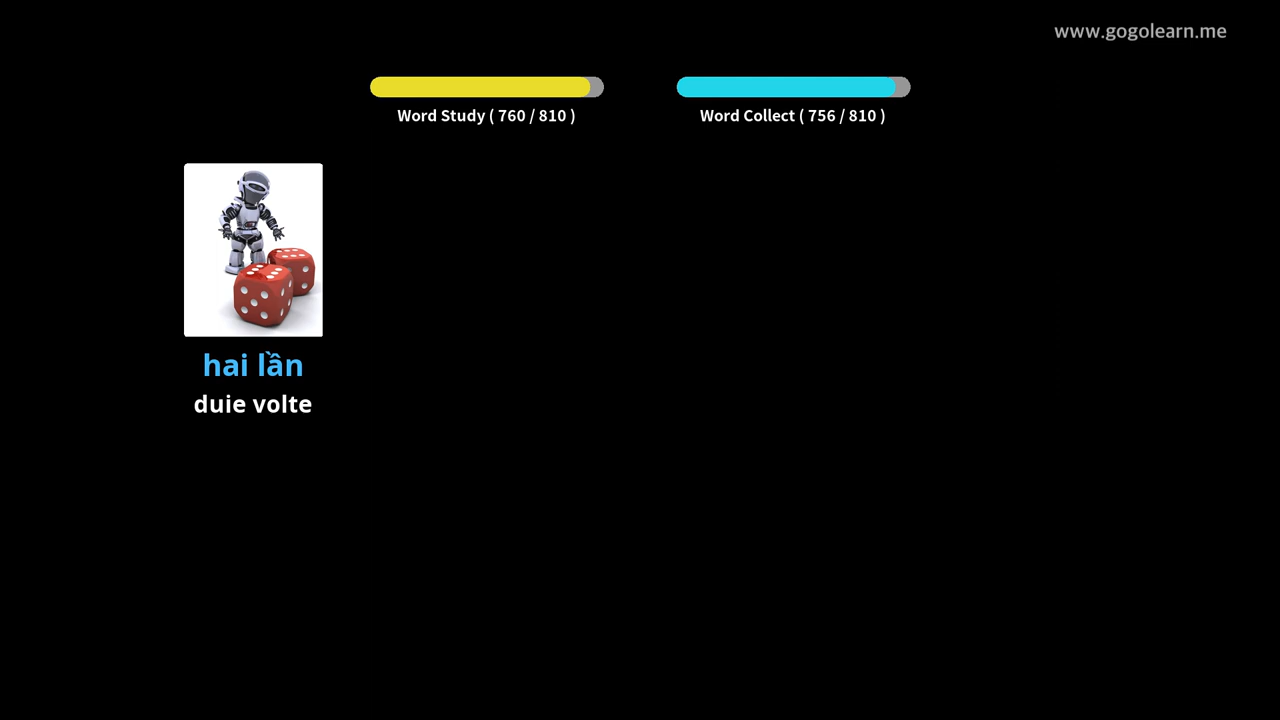 www.gogolearn.me
Word Study ( 760 / 810 )
Word Collect ( 756 / 810 )
hai lần
duie volte